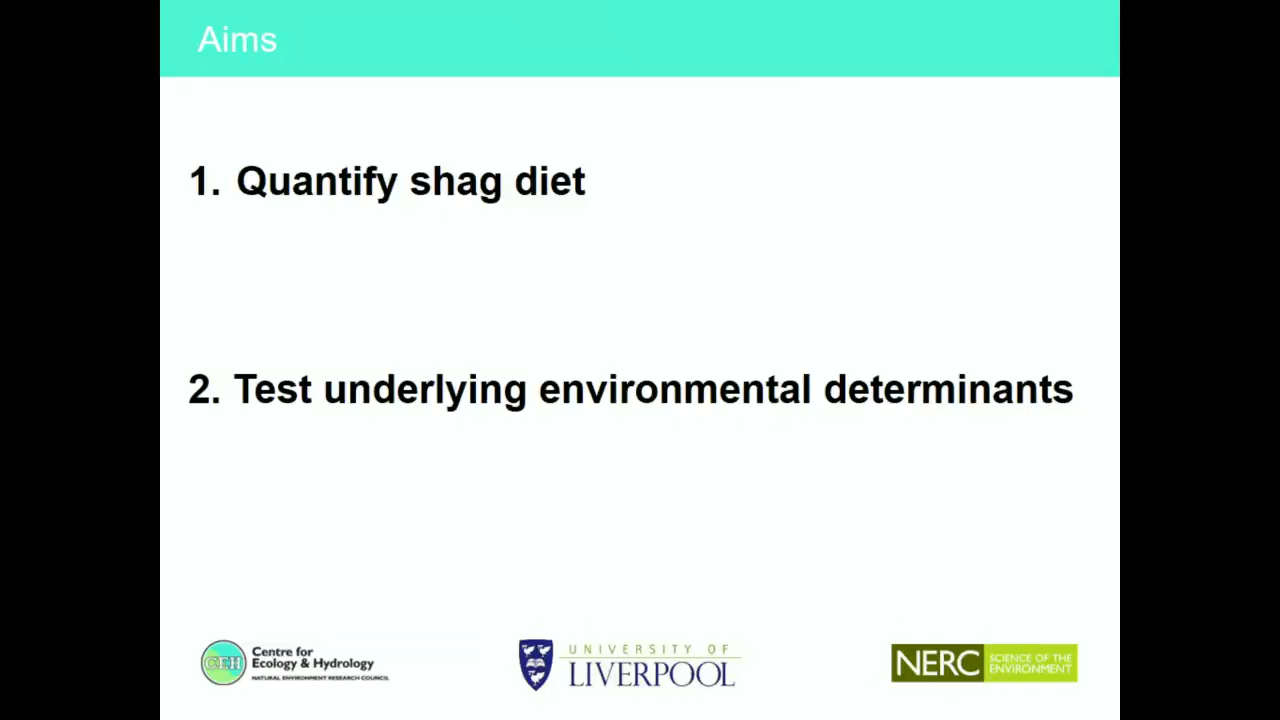 Aims
1. Quantify shag diet
2. Test underlying environmental determinants
CEH
Centre for
Ecology & Hydrology
NATURAL ENVIRONMENT RESEARCH COUNCIL
UNIVERSITY OF
LIVERPOOL
NERC
SCIENCE OF THE
ENVIRONMENT